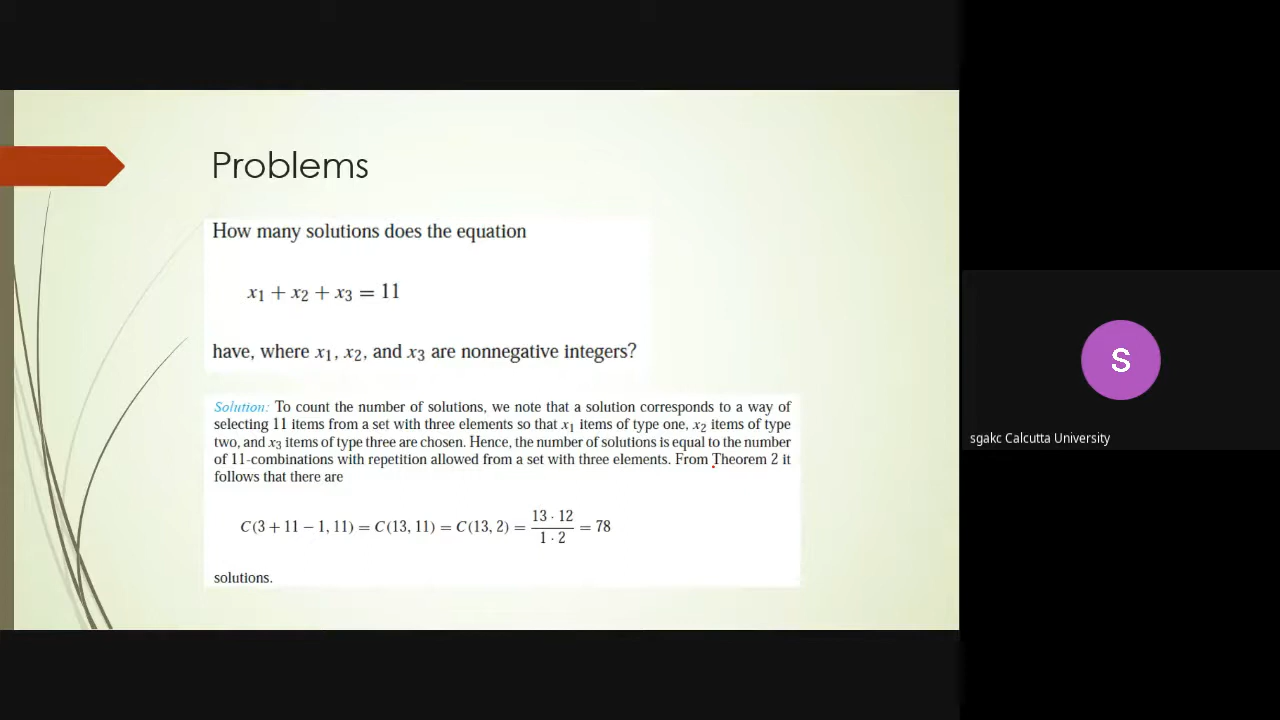 Problems
How many solutions does the equation
x₁ + x₂ + x₃ = 11
have, where x₁, x₂, and x₃ are nonnegative integers?
Solution: To count the number of solutions, we note that a solution corresponds to a way of
selecting 11 items from a set with three elements so that x₁ items of type one, x₂ items of type
two, and x₃ items of type three are chosen. Hence, the number of solutions is equal to the number
of 11-combinations with repetition allowed from a set with three elements. From Theorem 2 it
follows that there are
C(3 + 11 − 1, 11) = C(13, 11) = C(13, 2) = 13 · 12 / 1 · 2 = 78
solutions.
S
sgakc Calcutta University